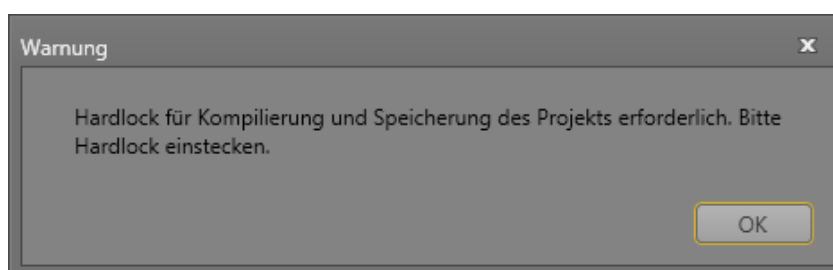 Warnung
Hardlock für Kompilierung und Speicherung des Projekts erforderlich. Bitte
Hardlock einstecken.
OK